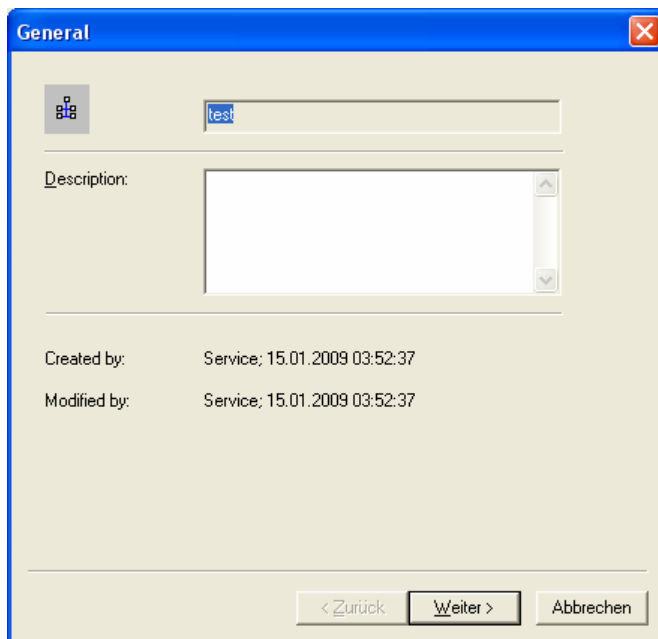 General
test
Description:
Created by: Service; 15.01.2009 03:52:37
Modified by: Service; 15.01.2009 03:52:37
< Zurück Weiter > Abbrechen